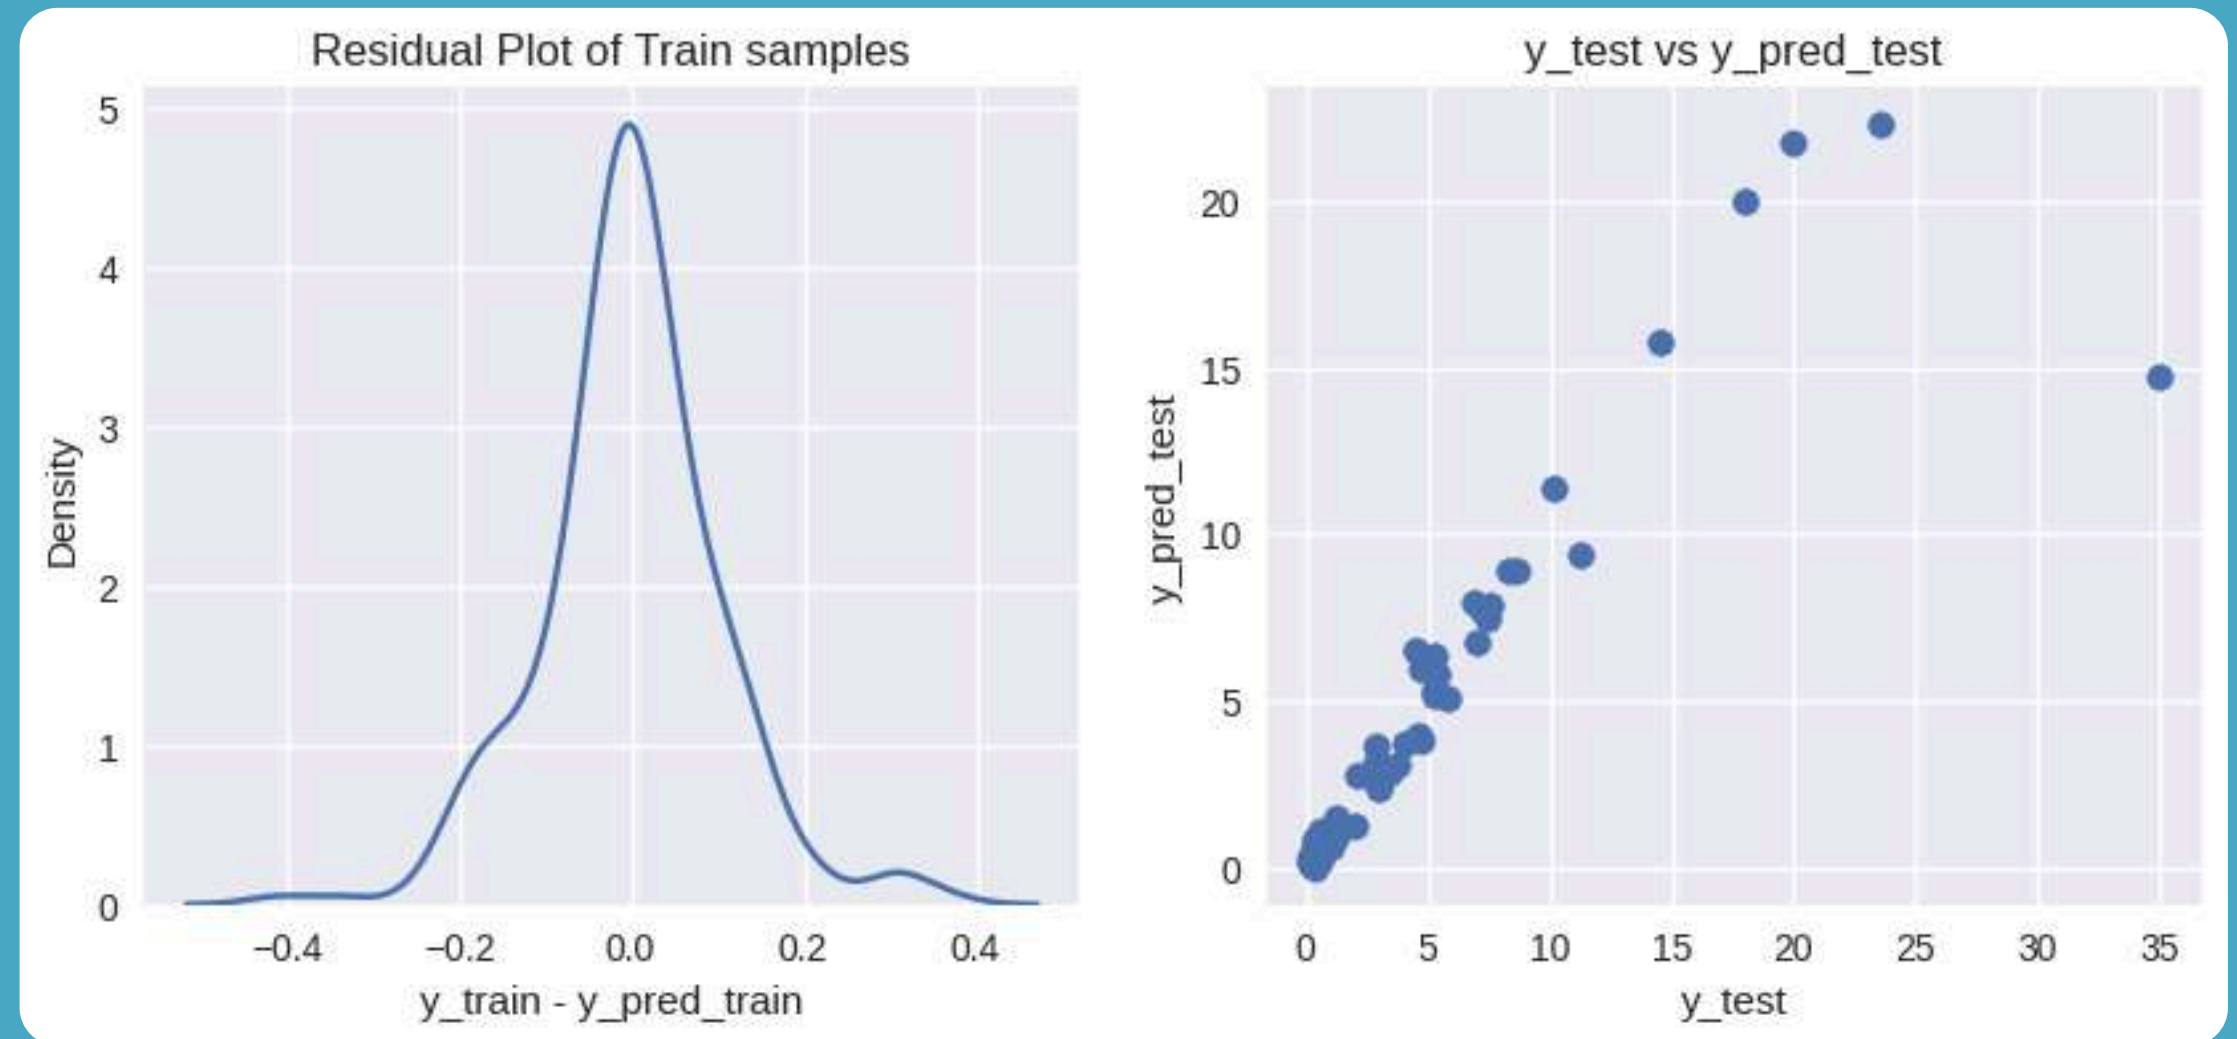 Residual Plot of Train samples
5
4
3
2
1
0
Density
−0.4 −0.2 0.0 0.2 0.4
y_train - y_pred_train
y_test vs y_pred_test
20
15
10
5
0
y_pred_test
0 5 10 15 20 25 30 35
y_test